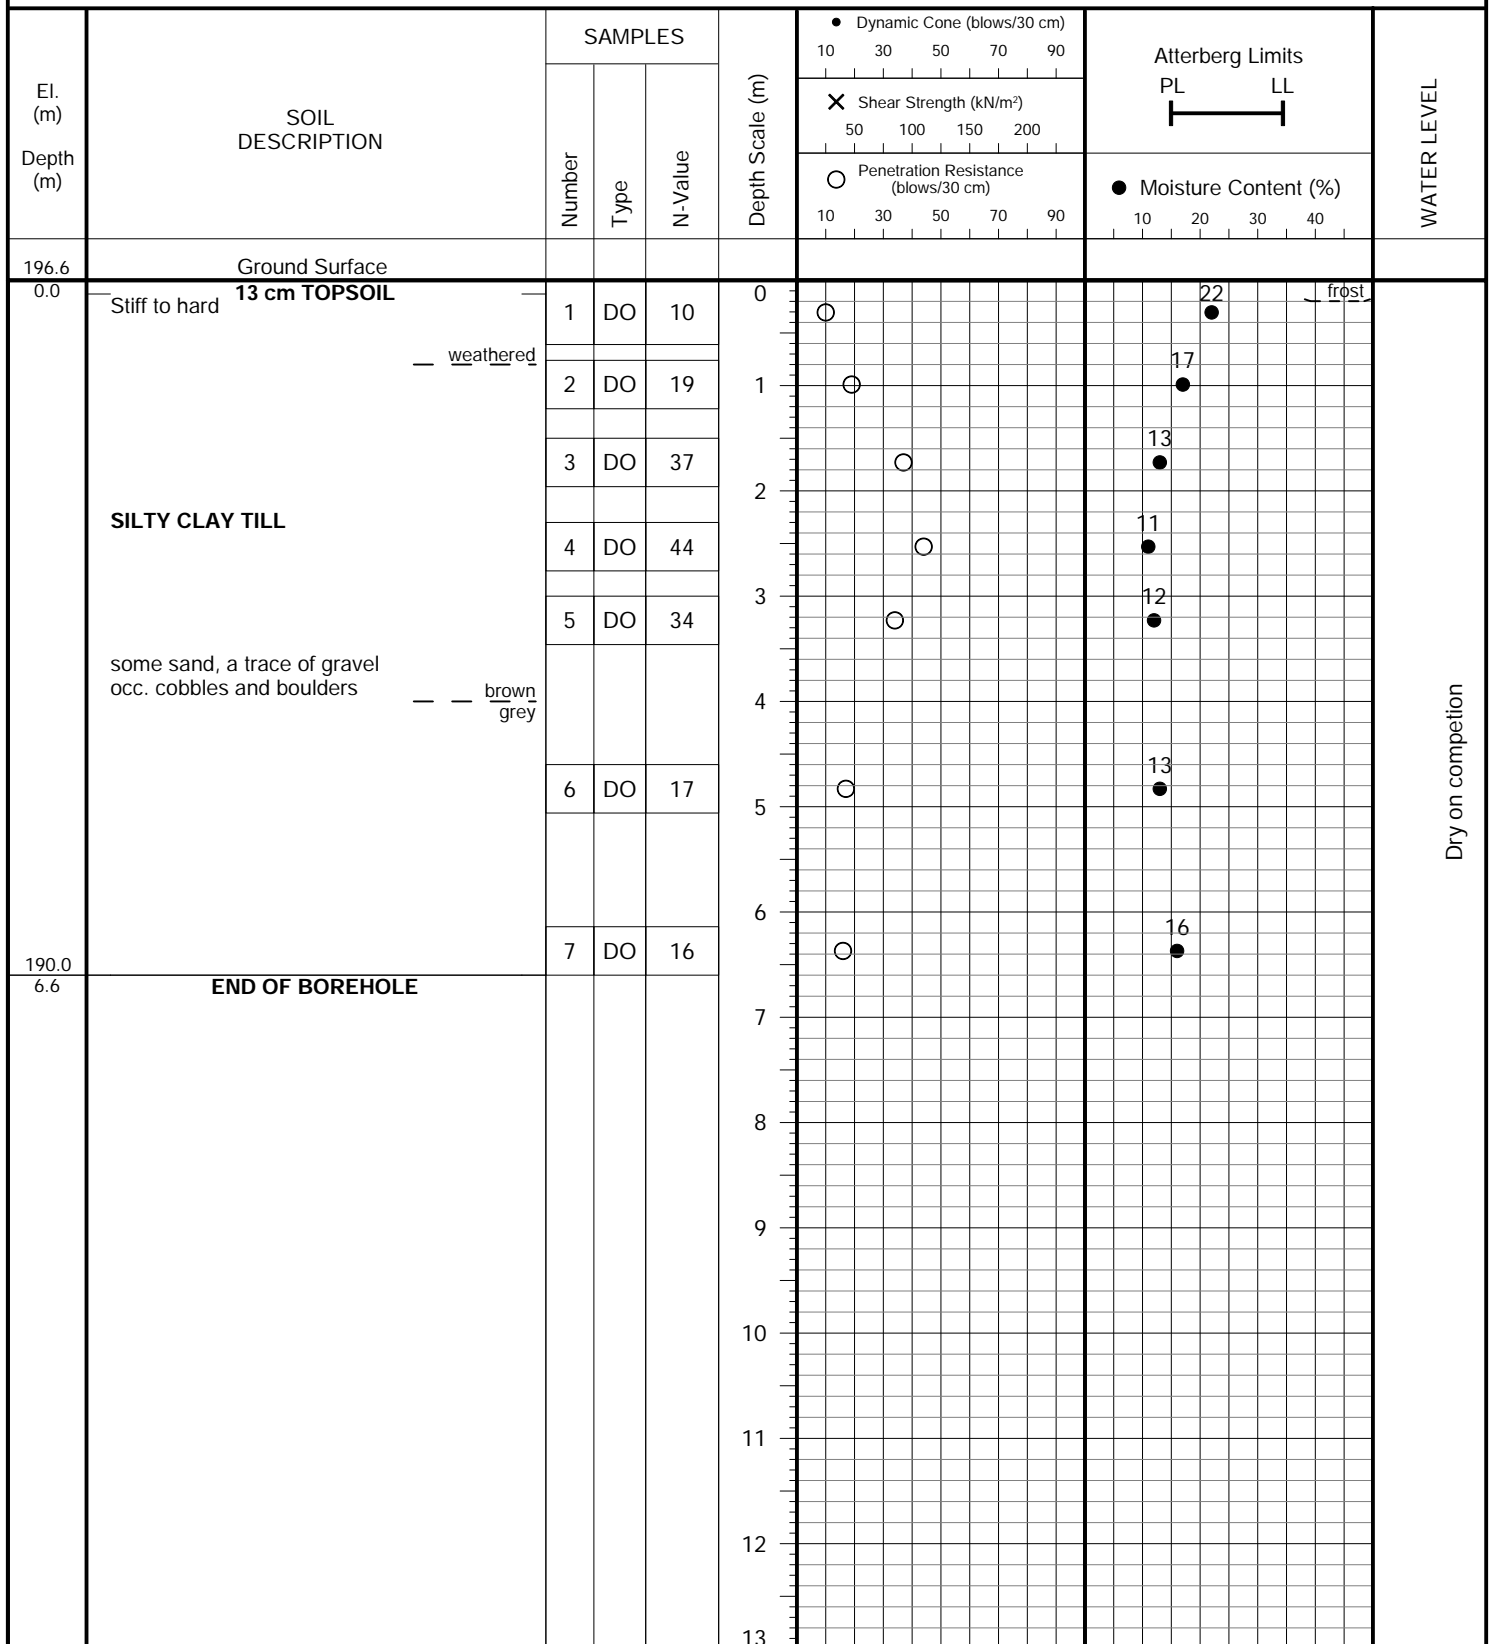 El.
(m)
Depth
(m)
SOIL
DESCRIPTION
SAMPLES
Number
Type
N-Value
Depth Scale (m)
Dynamic Cone (blows/30 cm)
10 30 50 70 90
Shear Strength (kN/m²)
50 100 150 200
Penetration Resistance
(blows/30 cm)
10 30 50 70 90
Atterberg Limits
PL LL
Moisture Content (%)
10 20 30 40
WATER LEVEL
196.6 Ground Surface
0.0 13 cm TOPSOIL 0 22 frost
Stiff to hard 1 DO 10
weathered 17
2 DO 19 1
13
3 DO 37
2
SILTY CLAY TILL 11
4 DO 44
3 12
5 DO 34
some sand, a trace of gravel
occ. cobbles and boulders
brown
4
grey
13
6 DO 17
5
Dry on competion
6
16
7 DO 16
190.0
6.6 END OF BOREHOLE
7
8
9
10
11
12
13